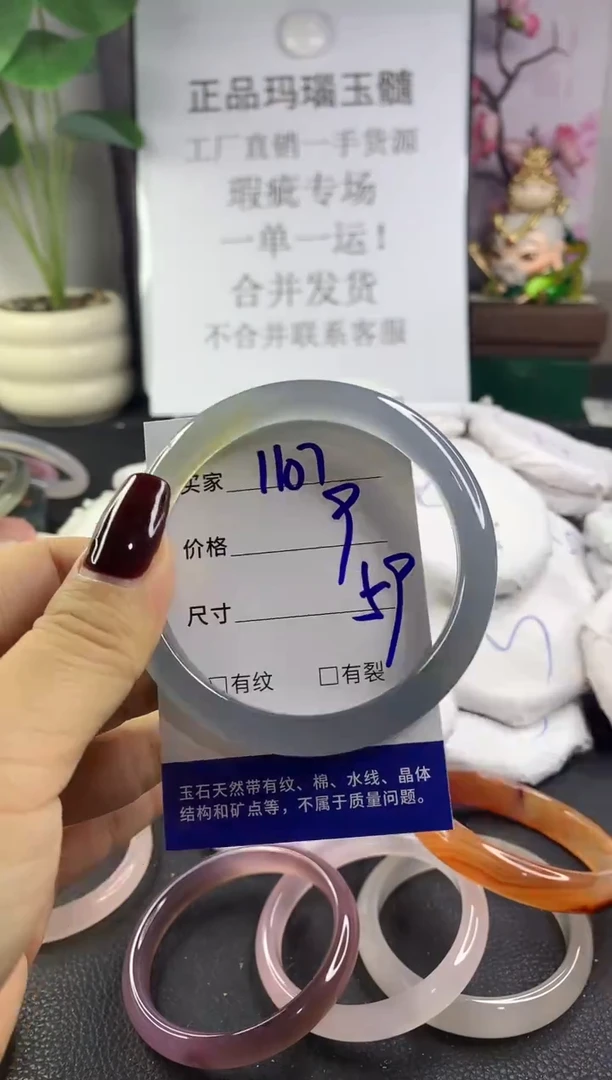 正品玛瑙玉髓
工厂直销一手货源
瑕疵专场
一单一运！
合并发货
不合并联系客服
买家 1107
价格 9
尺寸 59
□有纹 □有裂
玉石天然带有纹、棉、水线、晶体
结构和矿点等，不属于质量问题。